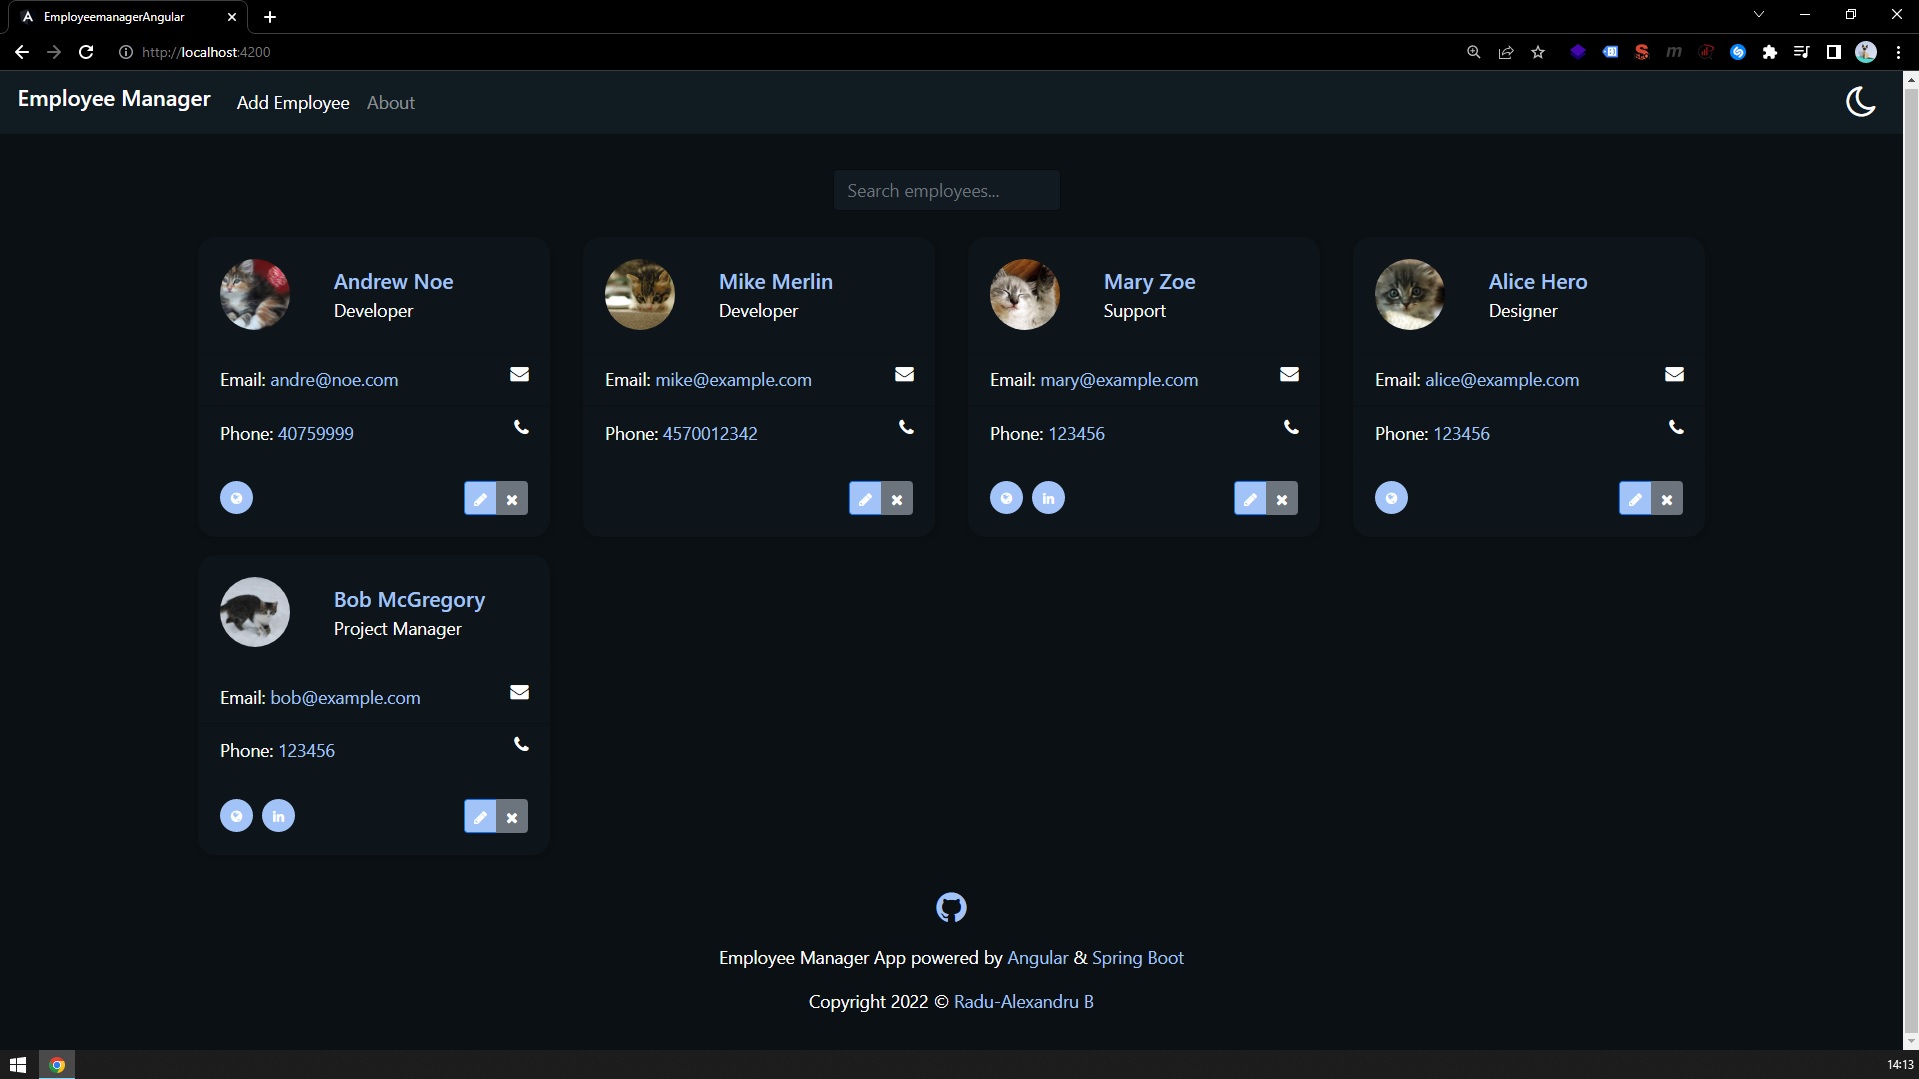 EmployeemanagerAngular
http://localhost:4200
Employee Manager Add Employee About
Search employees...
Andrew Noe
Developer
Email: andre@noe.com
Phone: 40759999
Mike Merlin
Developer
Email: mike@example.com
Phone: 4570012342
Mary Zoe
Support
Email: mary@example.com
Phone: 123456
in
Alice Hero
Designer
Email: alice@example.com
Phone: 123456
Bob McGregory
Project Manager
Email: bob@example.com
Phone: 123456
in
Employee Manager App powered by Angular & Spring Boot
Copyright 2022 © Radu-Alexandru B
14:13